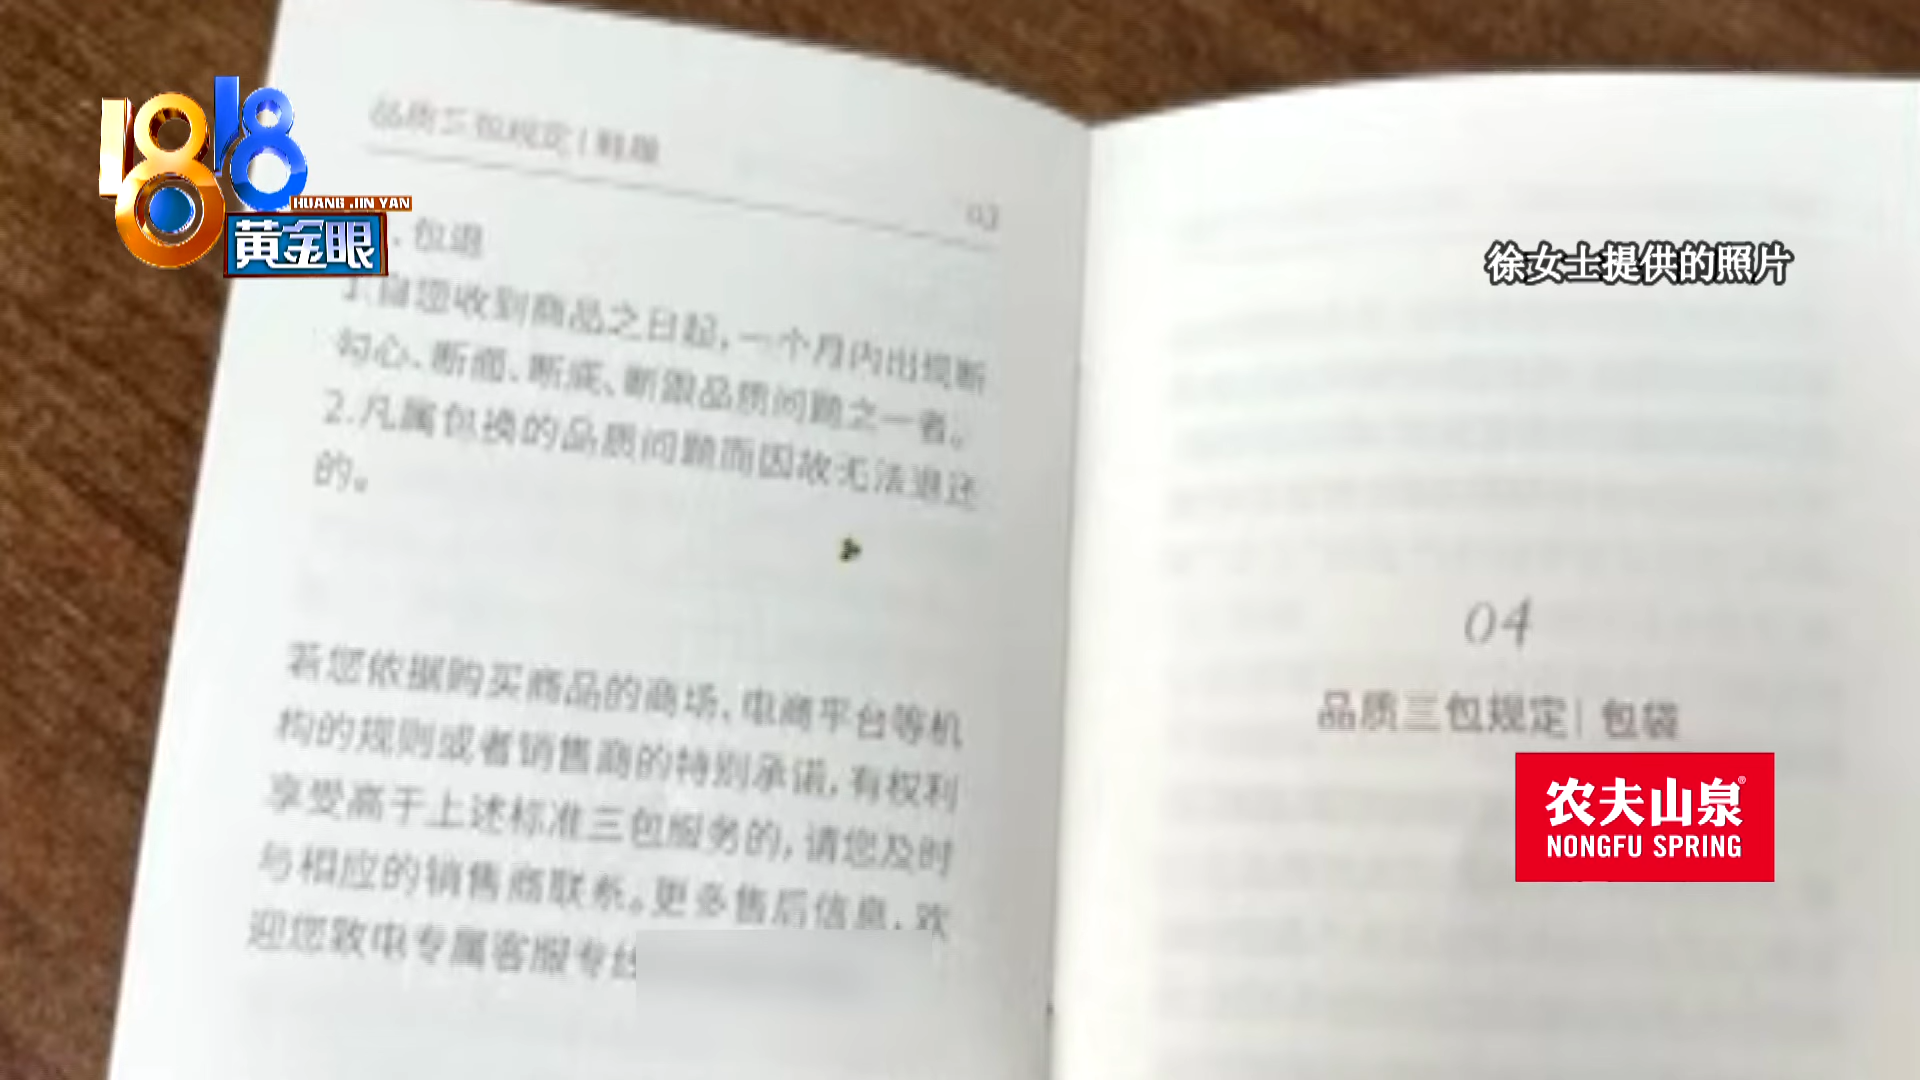 1818
HUANG JIN YAN
黄金眼
徐女士提供的照片
品质三包规定|鞋履
03
、包退
1.自您收到商品之日起，一个月内出现断
勾心、断面、断底、断跟品质问题之一者。
2.凡属包换的品质问题而因故无法退还
的。
若您依据购买商品的商场、电商平台等机
构的规则或者销售商的特别承诺，有权利
享受高于上述标准三包服务的，请您及时
与相应的销售商联系。更多售后信息，欢
迎您致电专属客服专线
04
品质三包规定|包袋
农夫山泉®
NONGFU SPRING